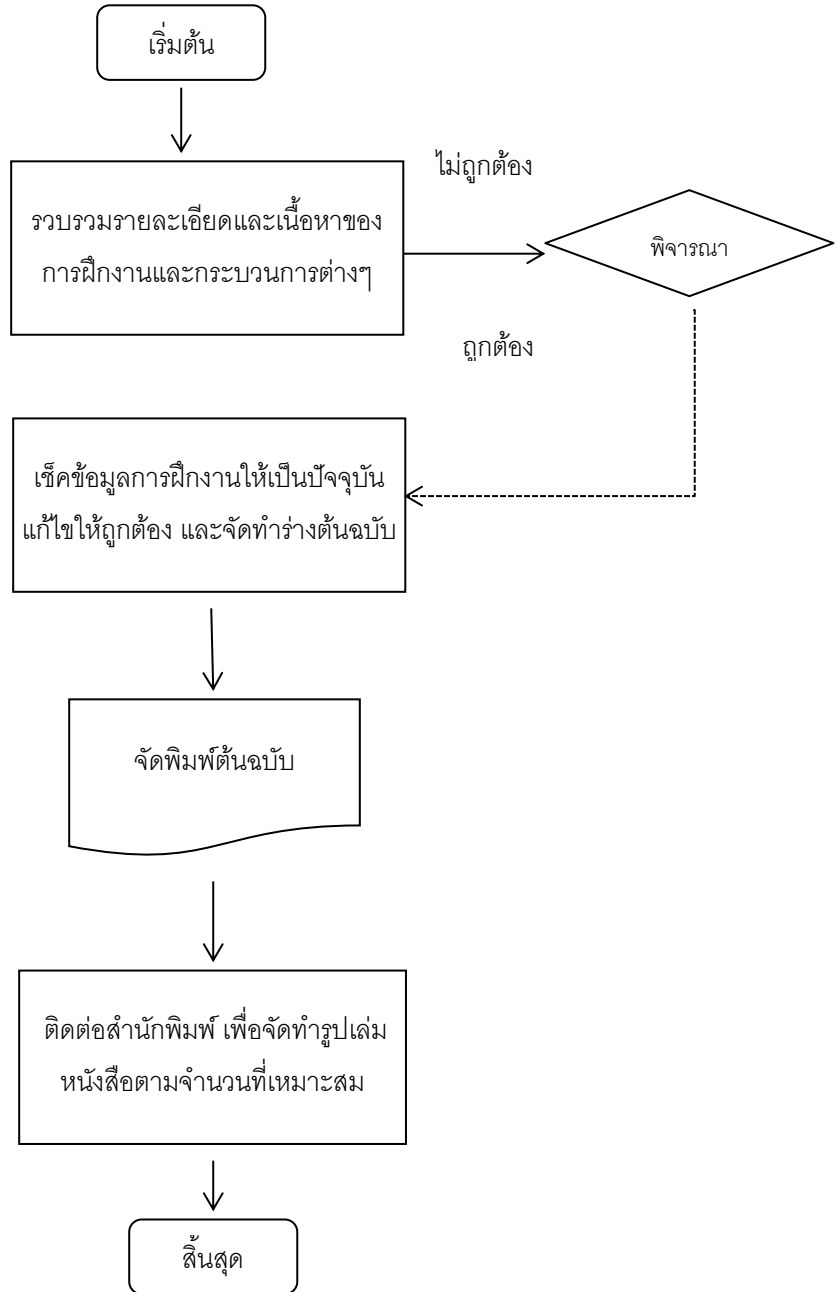 เริ่มต้น
ไม่ถูกต้อง
รวบรวมรายละเอียดและเนื้อหาของ
การฝึกงานและกระบวนการต่างๆ
พิจารณา
ถูกต้อง
เช็คข้อมูลการฝึกงานให้เป็นปัจจุบัน
แก้ไขให้ถูกต้อง และจัดทำร่างต้นฉบับ
จัดพิมพ์ต้นฉบับ
ติดต่อสำนักพิมพ์ เพื่อจัดทำรูปเล่ม
หนังสือตามจำนวนที่เหมาะสม
สิ้นสุด